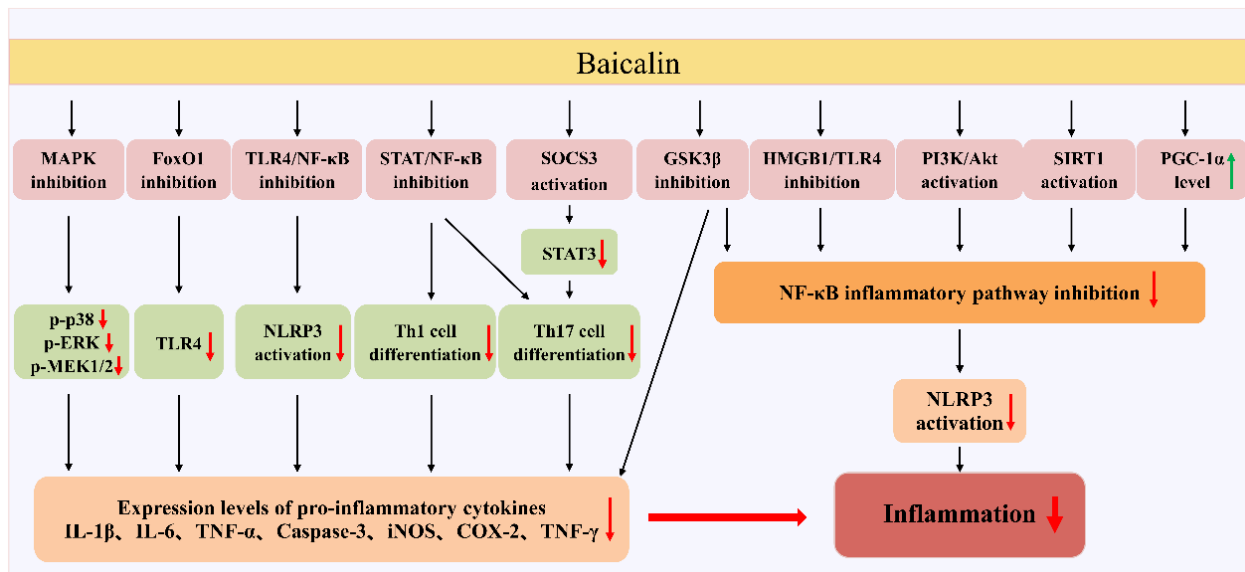 Baicalin
MAPK
inhibition
FoxO1
inhibition
TLR4/NF-κB
inhibition
STAT/NF-κB
inhibition
SOCS3
activation
GSK3β
inhibition
HMGB1/TLR4
inhibition
PI3K/Akt
activation
SIRT1
activation
PGC-1α
level
STAT3
NF-κB inflammatory pathway inhibition
p-p38
p-ERK
p-MEK1/2
TLR4
NLRP3
activation
Th1 cell
differentiation
Th17 cell
differentiation
NLRP3
activation
Expression levels of pro-inflammatory cytokines
IL-1β、IL-6、TNF-α、Caspase-3、iNOS、COX-2、TNF-γ
Inflammation